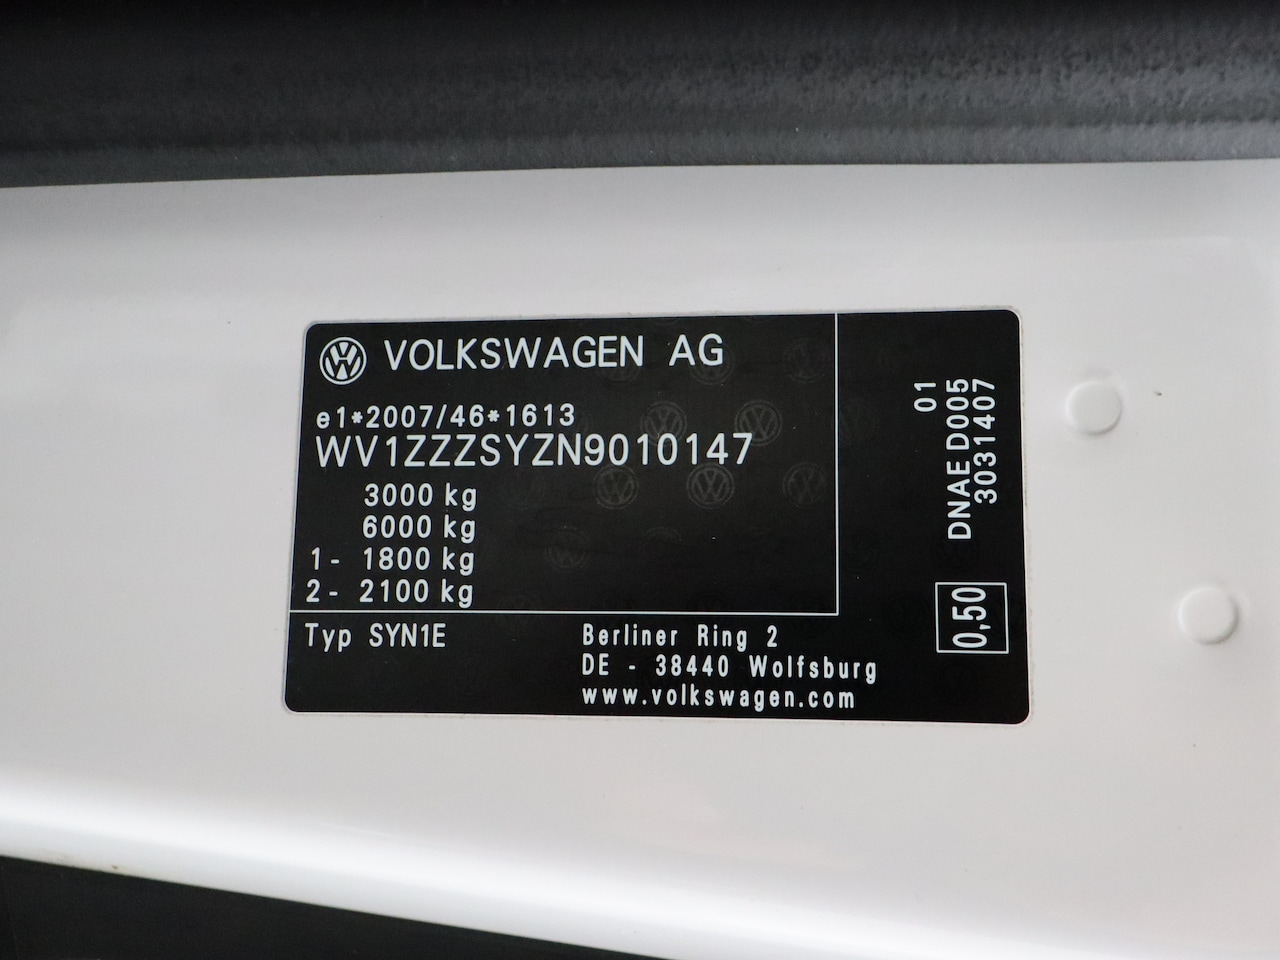 VOLKSWAGEN AG
e1*2007/46*1613
WV1ZZZSYZN9010147
3000 kg
6000 kg
1- 1800 kg
2- 2100 kg
Typ SYN1E
Berliner Ring 2
DE - 38440 Wolfsburg
www.volkswagen.com
01
DNAE D005
3031407
0,50